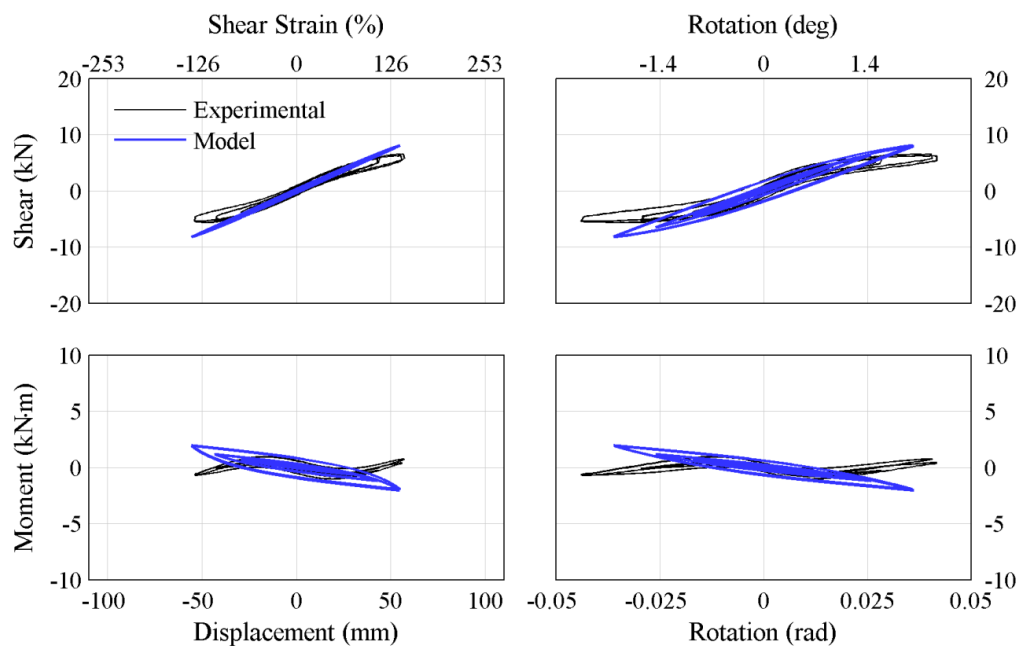 Shear Strain (%)
Rotation (deg)
-253 -126 0 126 253
-1.4 0 1.4
20 10 0 -10 -20
Shear (kN)
Experimental
Model
20 10 0 -10 -20
10 5 0 -5 -10
Moment (kN·m)
10 5 0 -5 -10
-100 -50 0 50 100
-0.05 -0.025 0 0.025 0.05
Displacement (mm)
Rotation (rad)